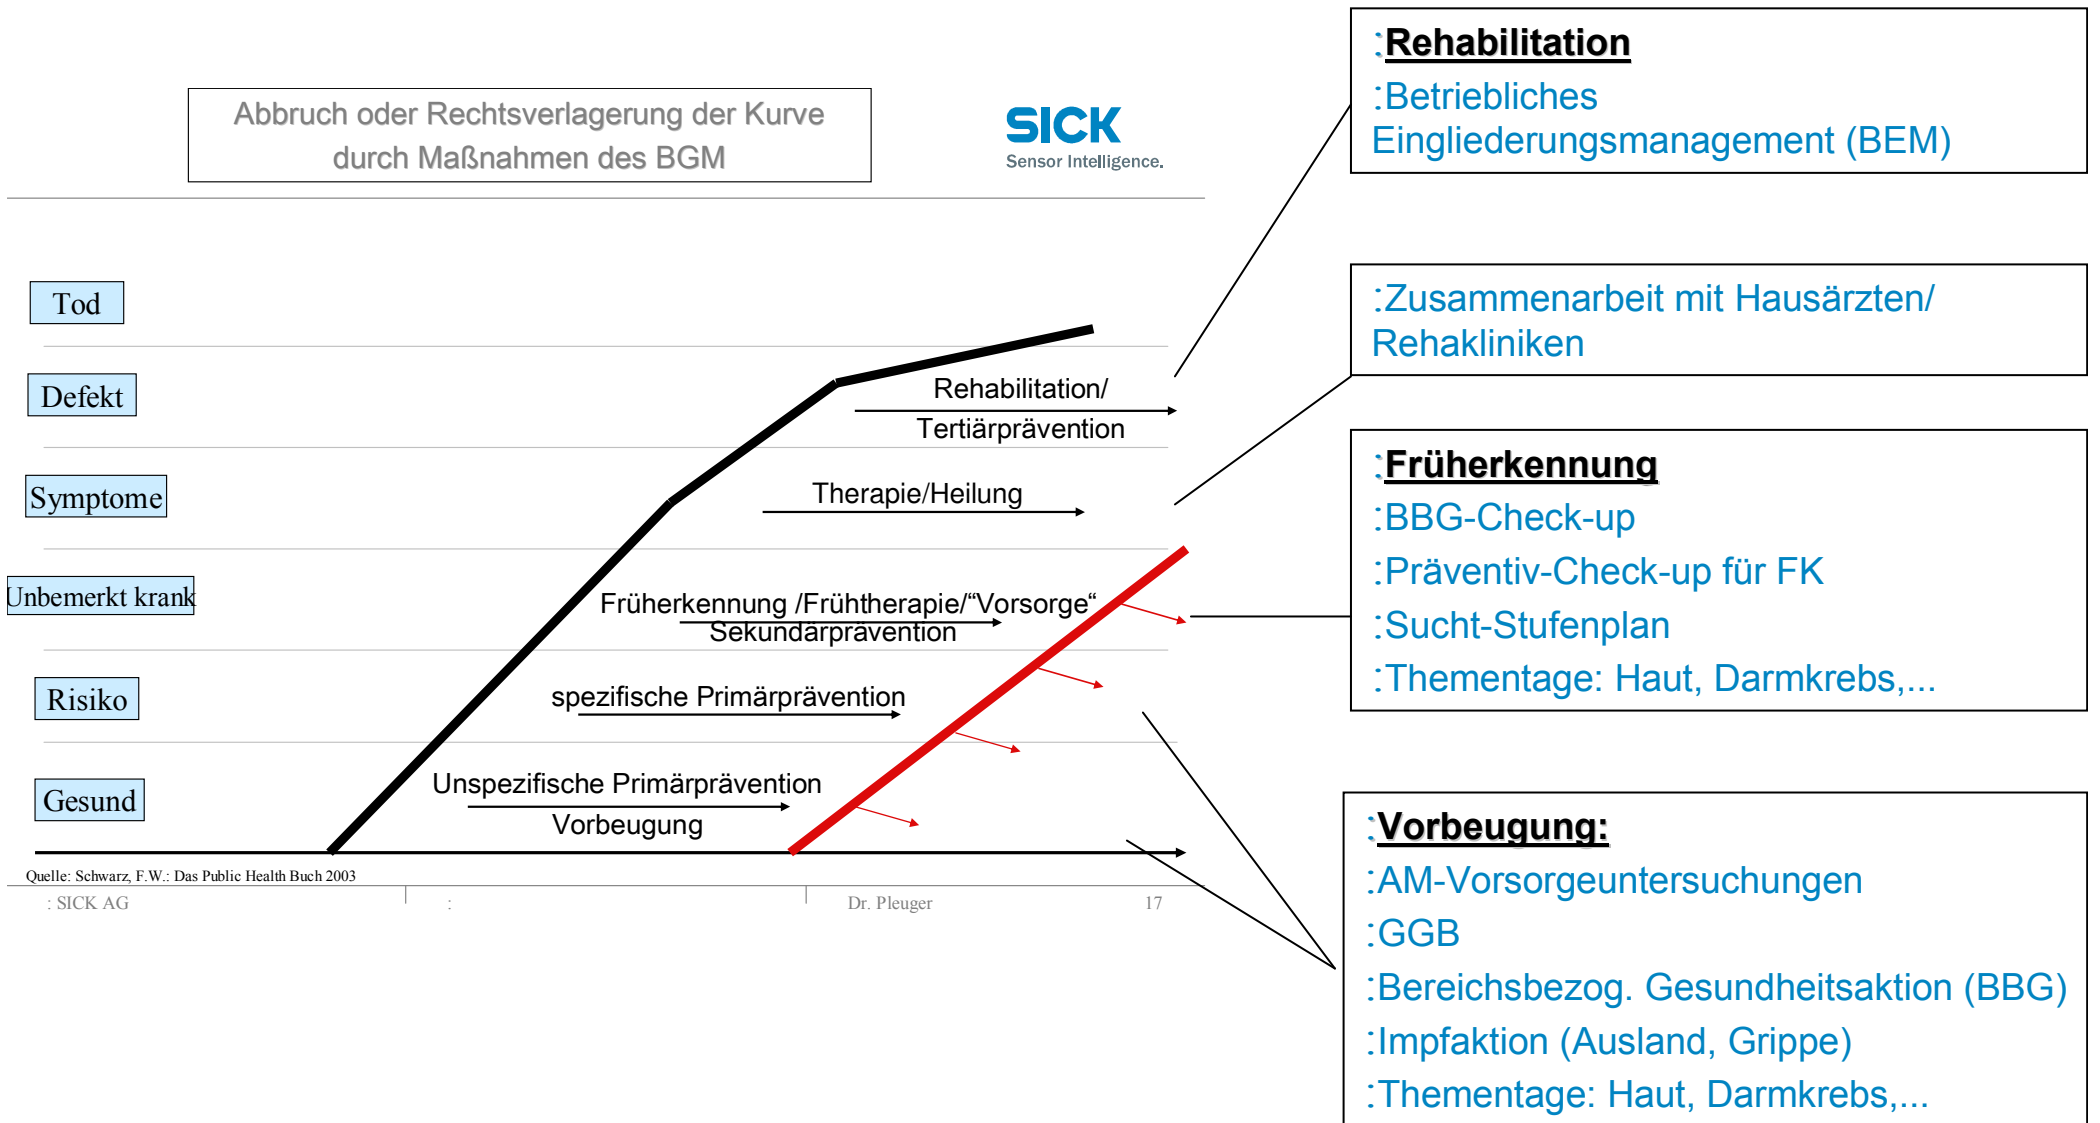 Abbruch oder Rechtsverlagerung der Kurve
durch Maßnahmen des BGM
SICK
Sensor Intelligence.
Tod
Defekt
Symptome
Unbemerkt krank
Risiko
Gesund
Rehabilitation/
Tertiärprävention
Therapie/Heilung
Früherkennung /Frühtherapie/“Vorsorge“
Sekundärprävention
spezifische Primärprävention
Unspezifische Primärprävention
Vorbeugung
Quelle: Schwarz, F.W.: Das Public Health Buch 2003
: SICK AG
:
Dr. Pleuger
17
:Rehabilitation
:Betriebliches
Eingliederungsmanagement (BEM)
:Zusammenarbeit mit Hausärzten/
Rehakliniken
:Früherkennung
:BBG-Check-up
:Präventiv-Check-up für FK
:Sucht-Stufenplan
:Thementage: Haut, Darmkrebs,...
:Vorbeugung:
:AM-Vorsorgeuntersuchungen
:GGB
:Bereichsbezog. Gesundheitsaktion (BBG)
:Impfaktion (Ausland, Grippe)
:Thementage: Haut, Darmkrebs,...